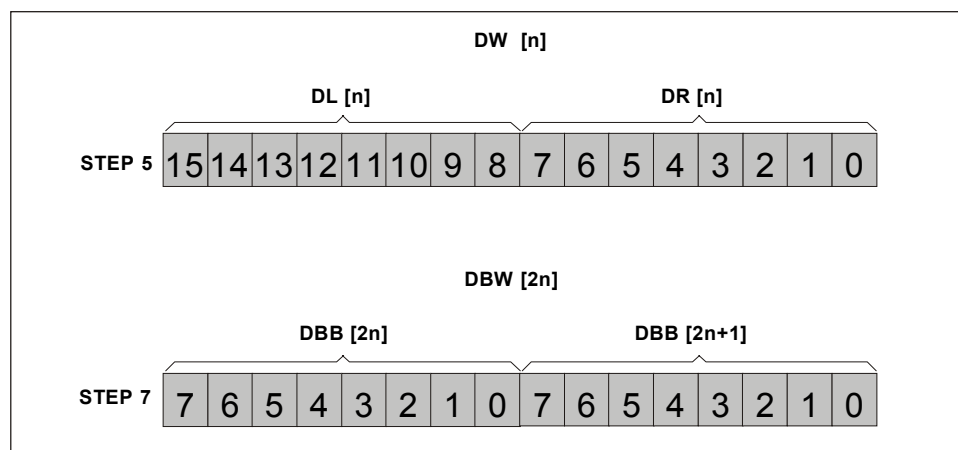 DW [n]
DL [n] DR [n]
STEP 5 15 14 13 12 11 10 9 8 7 6 5 4 3 2 1 0
DBW [2n]
DBB [2n] DBB [2n+1]
STEP 7 7 6 5 4 3 2 1 0 7 6 5 4 3 2 1 0